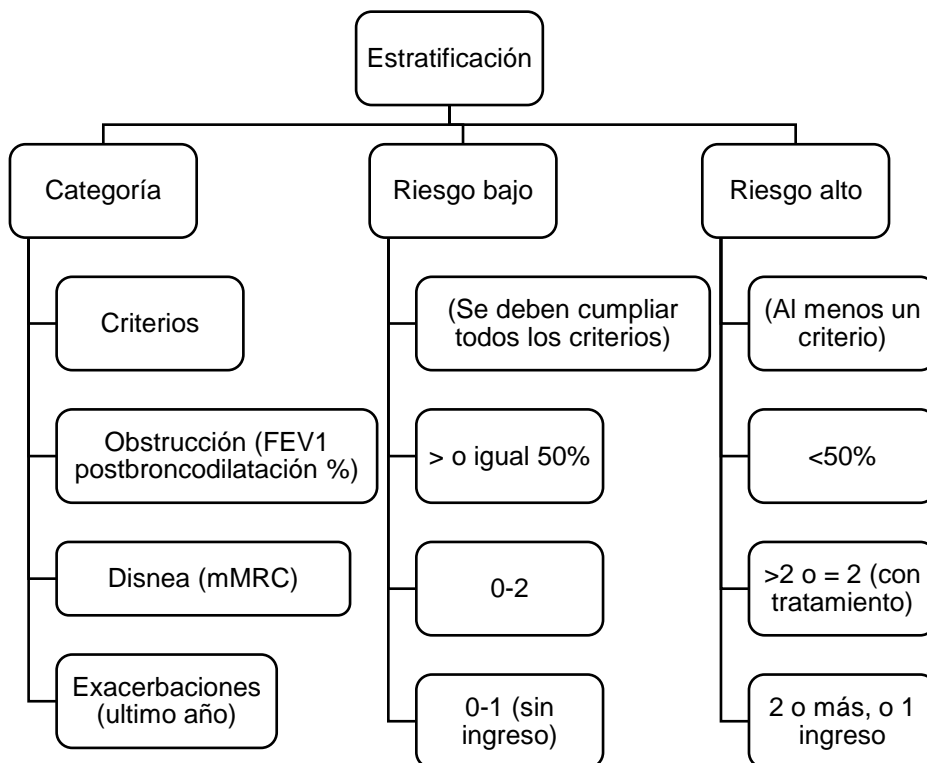 Estratificación
Categoría
Riesgo bajo
Riesgo alto
Criterios
(Se deben cumpliar
todos los criterios)
(Al menos un
criterio)
Obstrucción (FEV1
postbroncodilatación %)
> o igual 50%
<50%
Disnea (mMRC)
0-2
>2 o = 2 (con
tratamiento)
Exacerbaciones
(ultimo año)
0-1 (sin
ingreso)
2 o más, o 1
ingreso